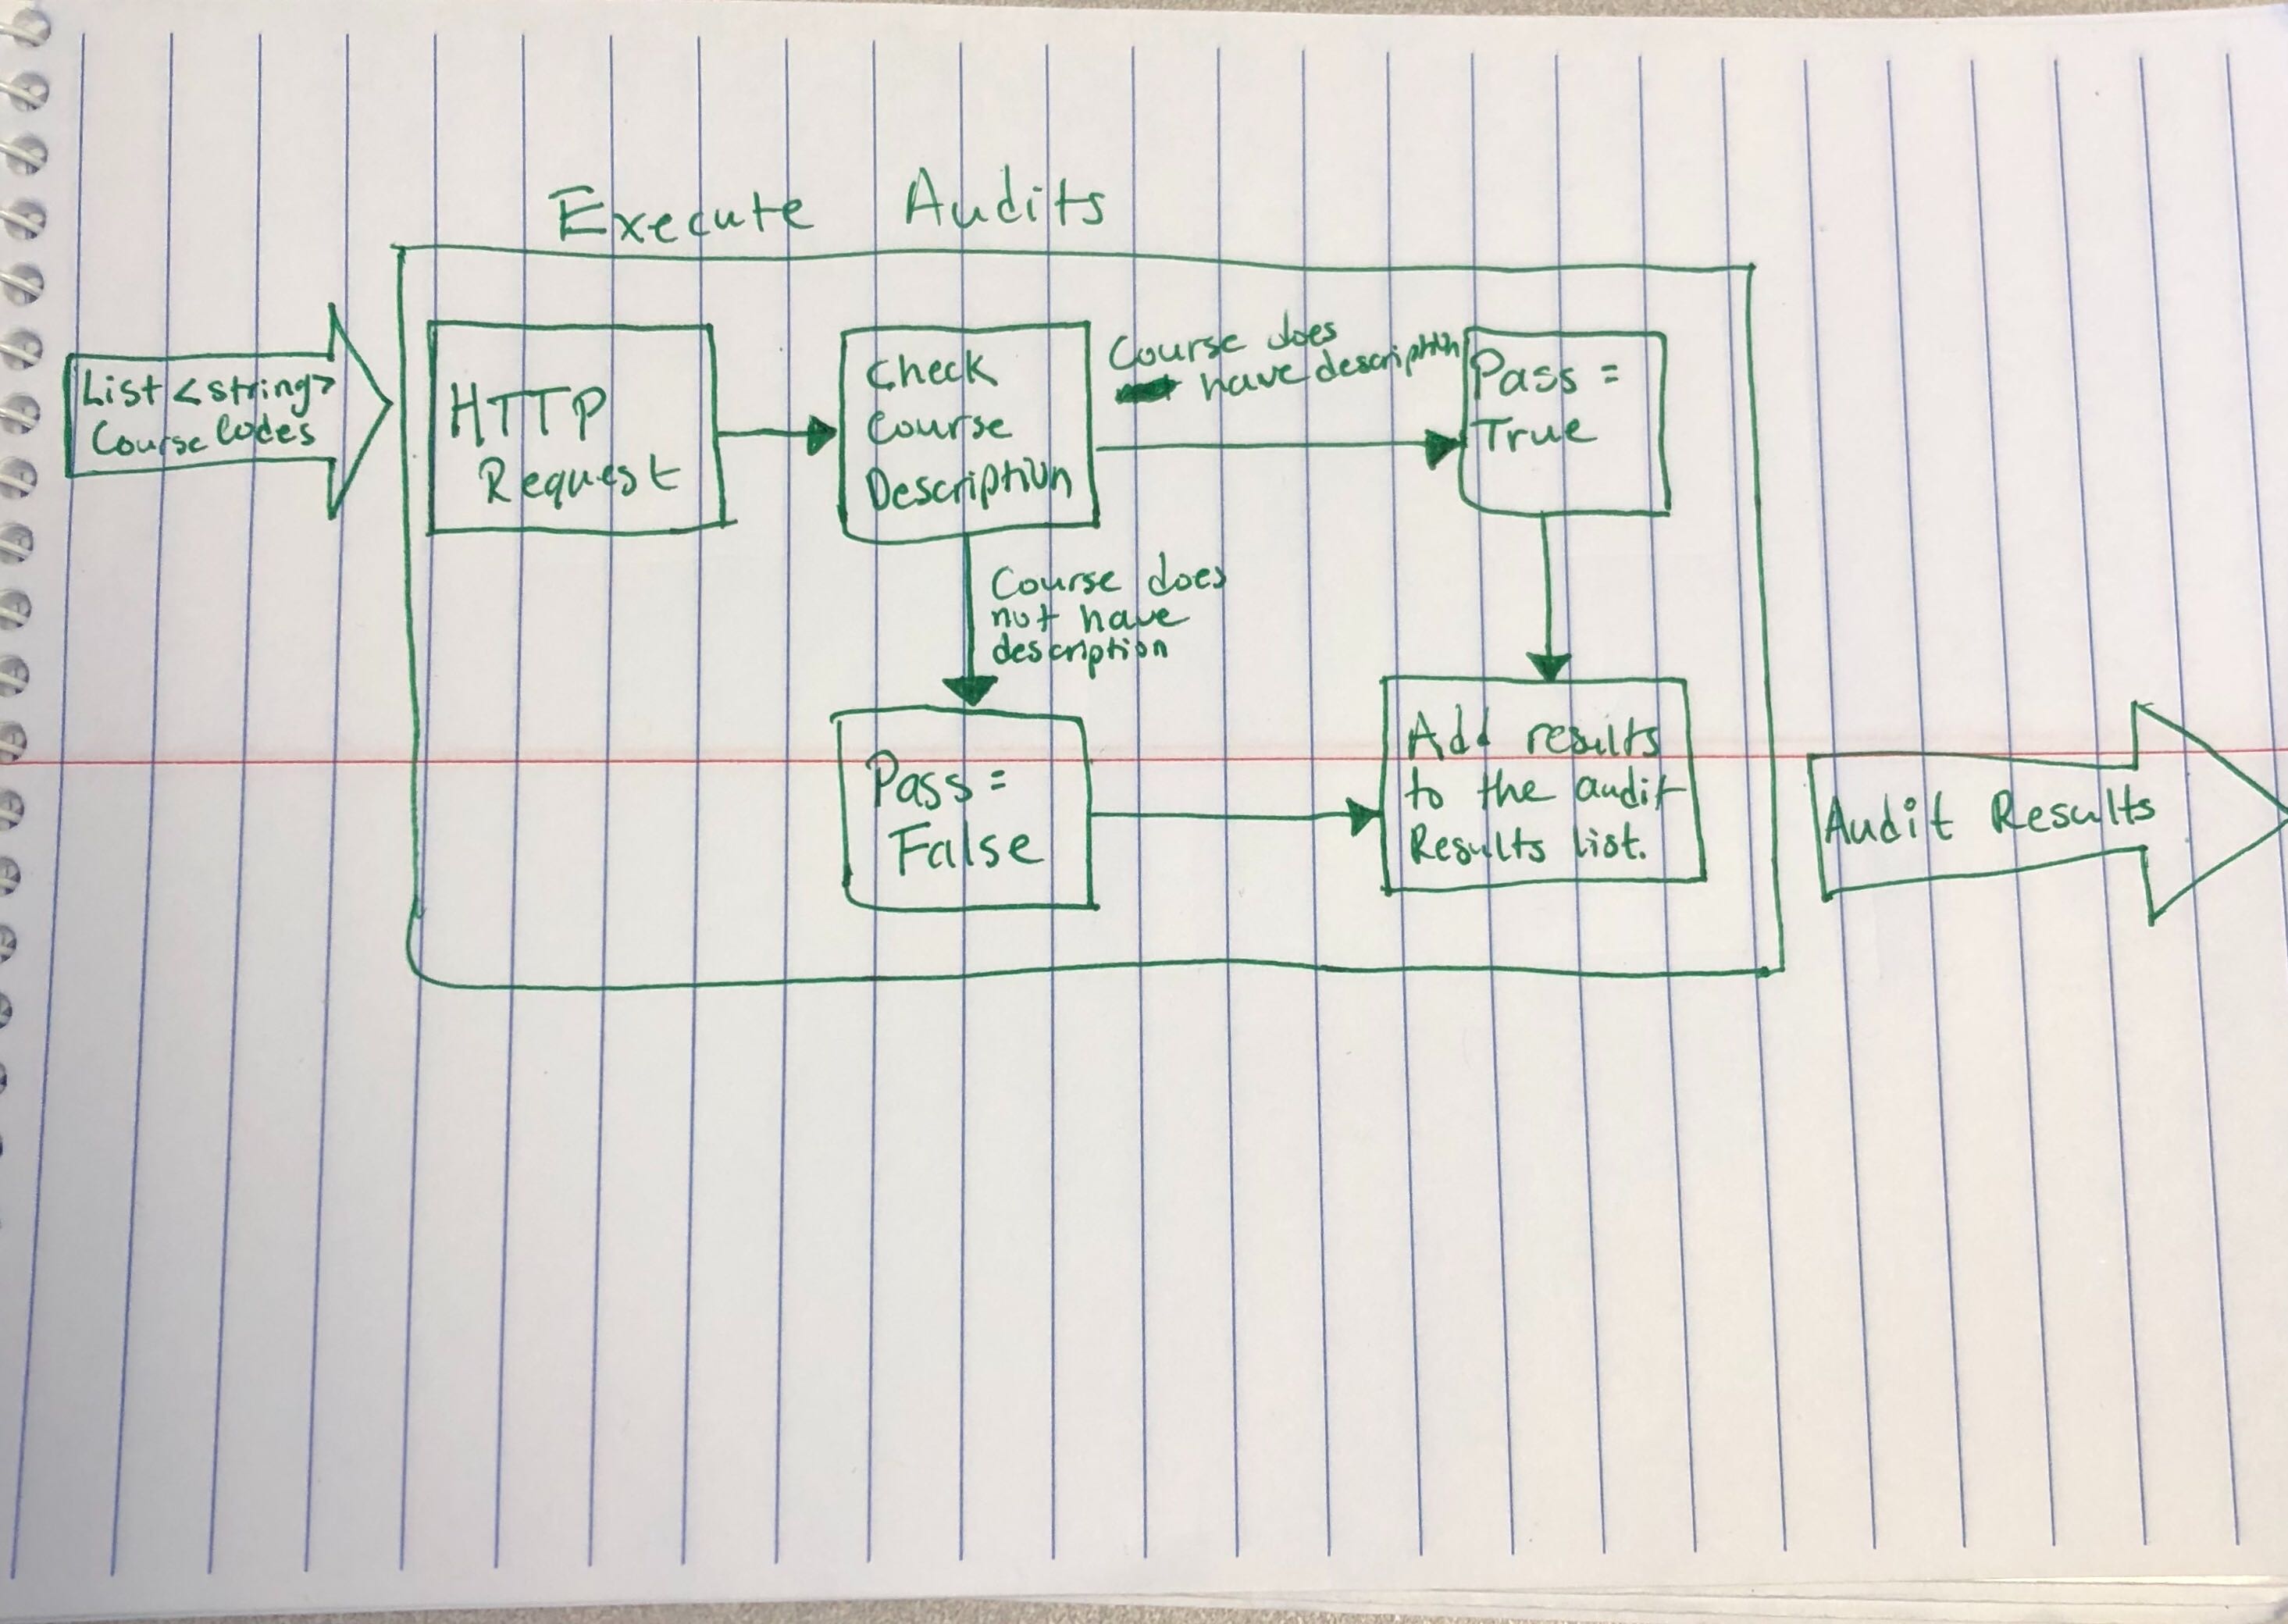 Execute Audits
List <string>
Course Codes
HTTP
Request
Check
Course
Description
Course does
have description
Pass =
True
Course does
not have
description
Pass =
False
Add results
to the audit
Results list.
Audit Results